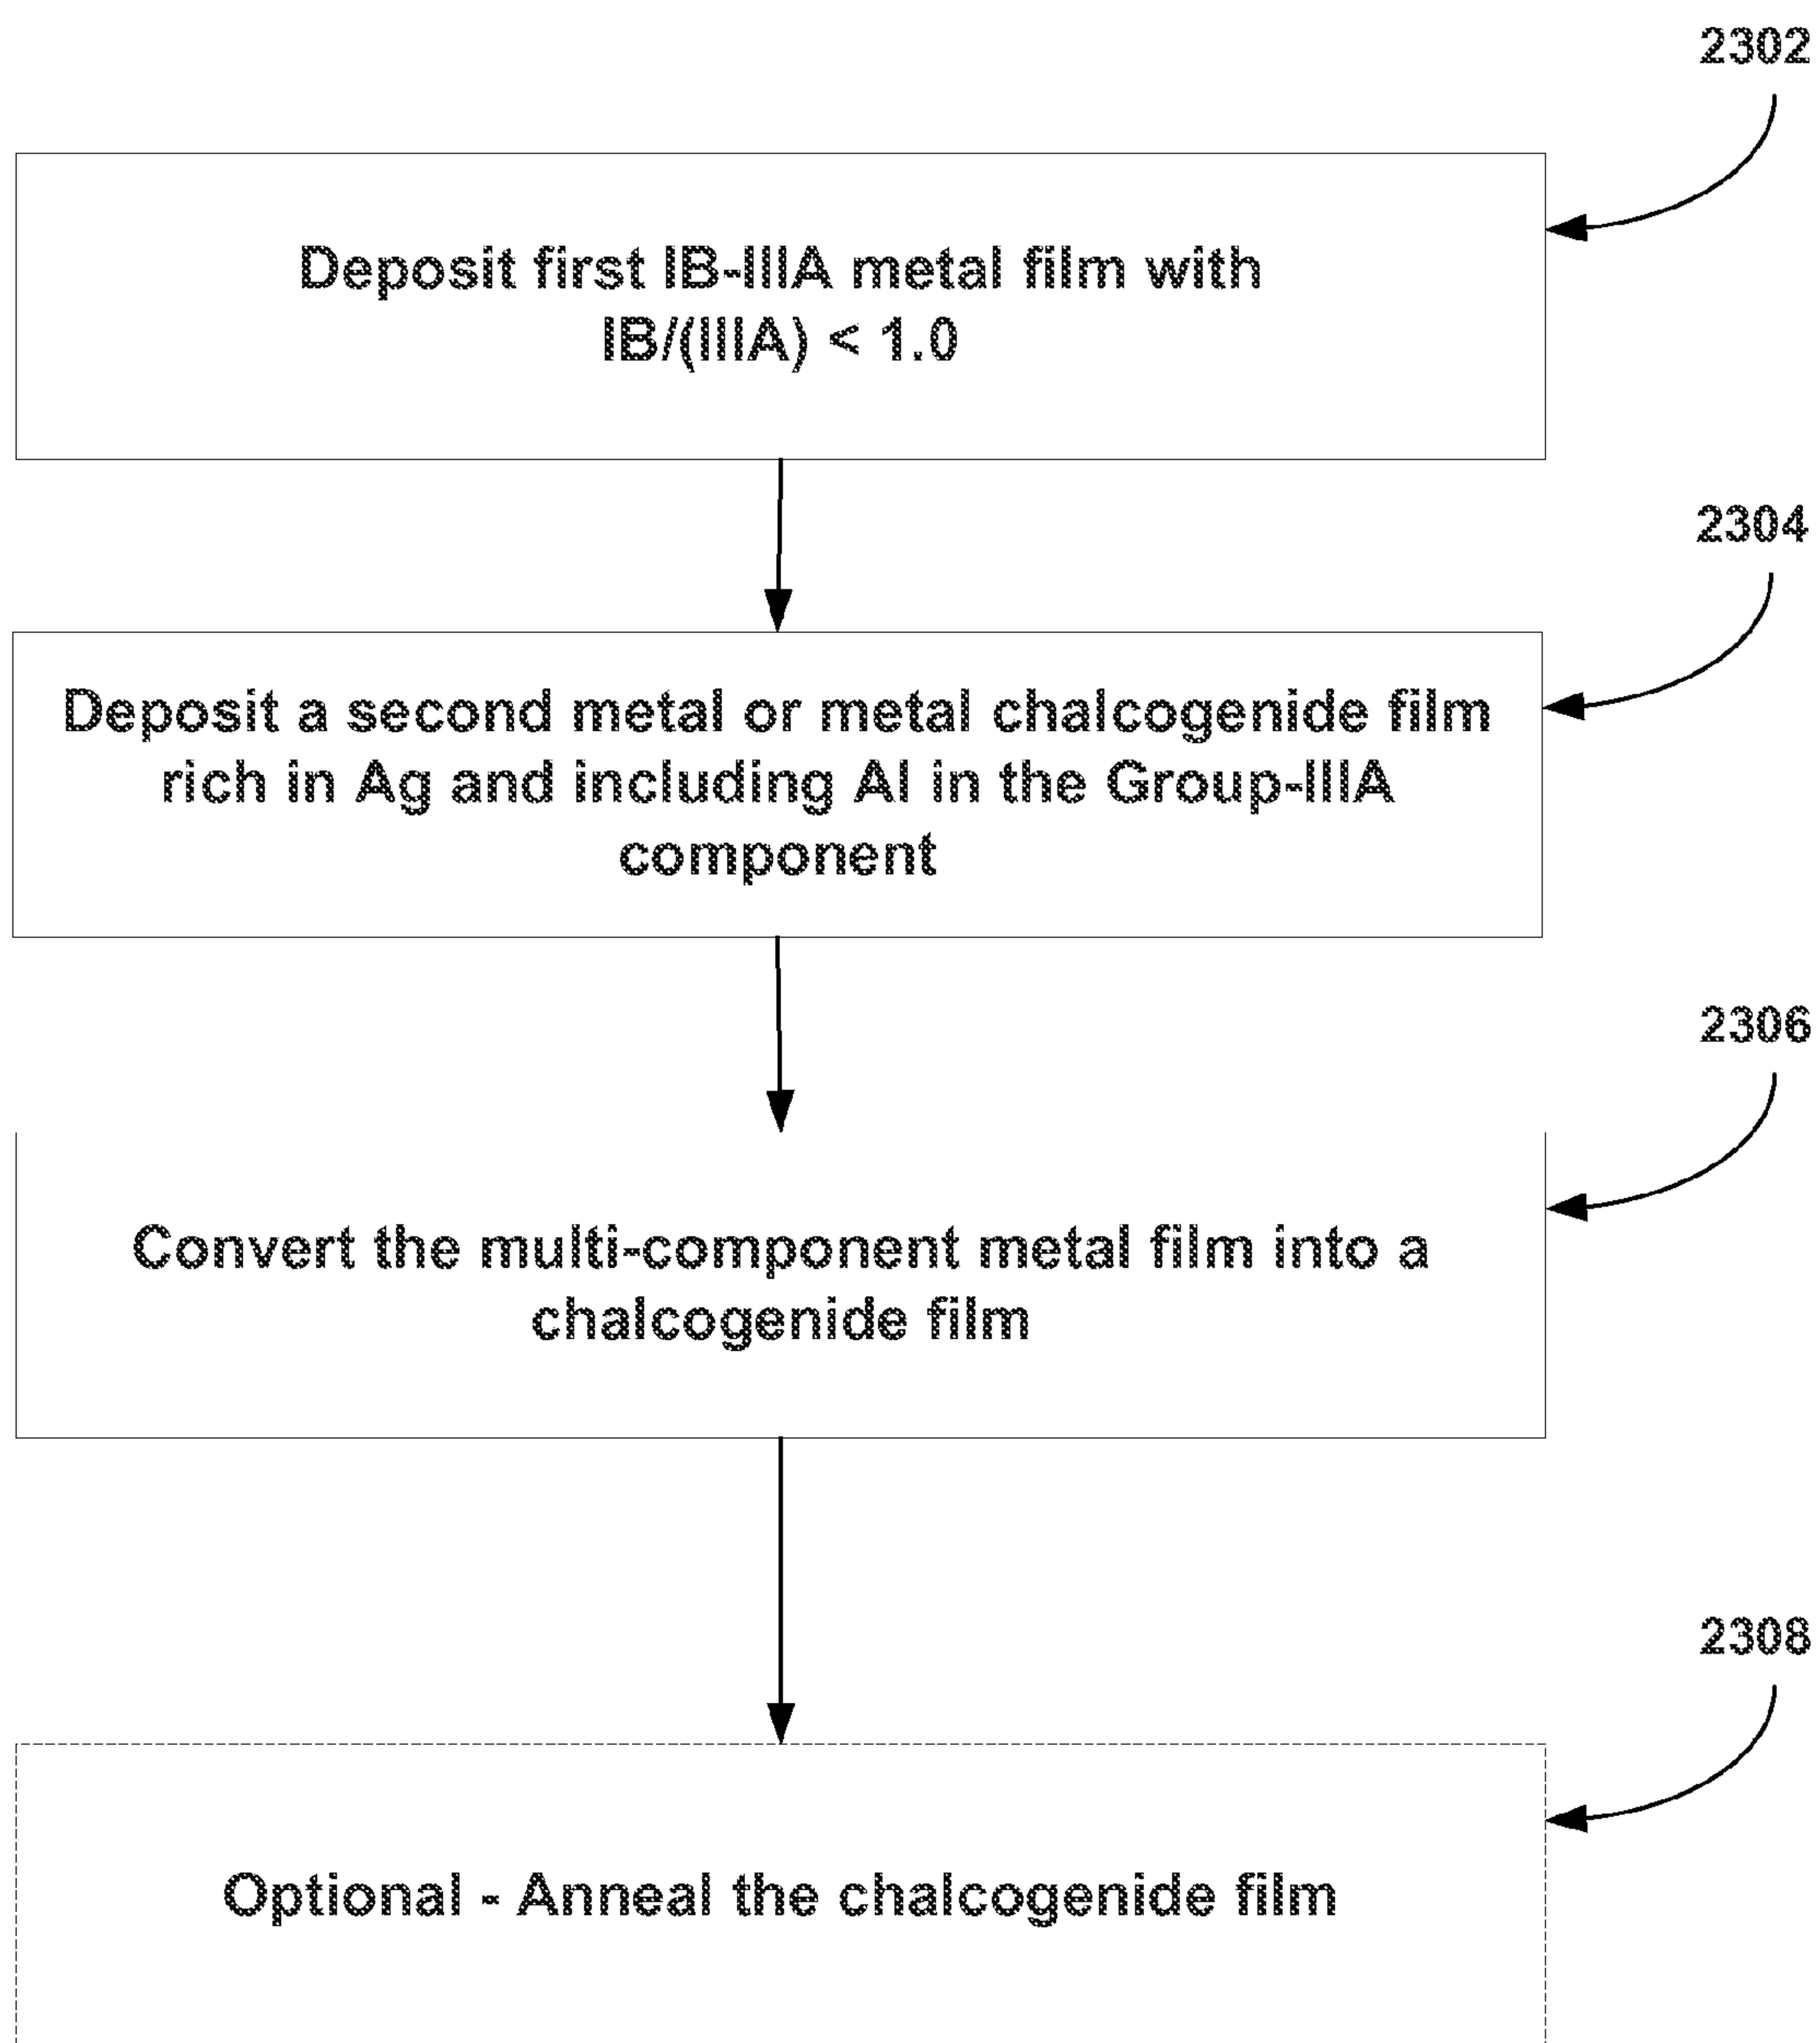 2302
Deposit first IB-IIIA metal film with
IB/(IIIA) < 1.0
2304
Deposit a second metal or metal chalcogenide film
rich in Ag and including Al in the Group-IIIA
component
2306
Convert the multi-component metal film into a
chalcogenide film
2308
Optional - Anneal the chalcogenide film